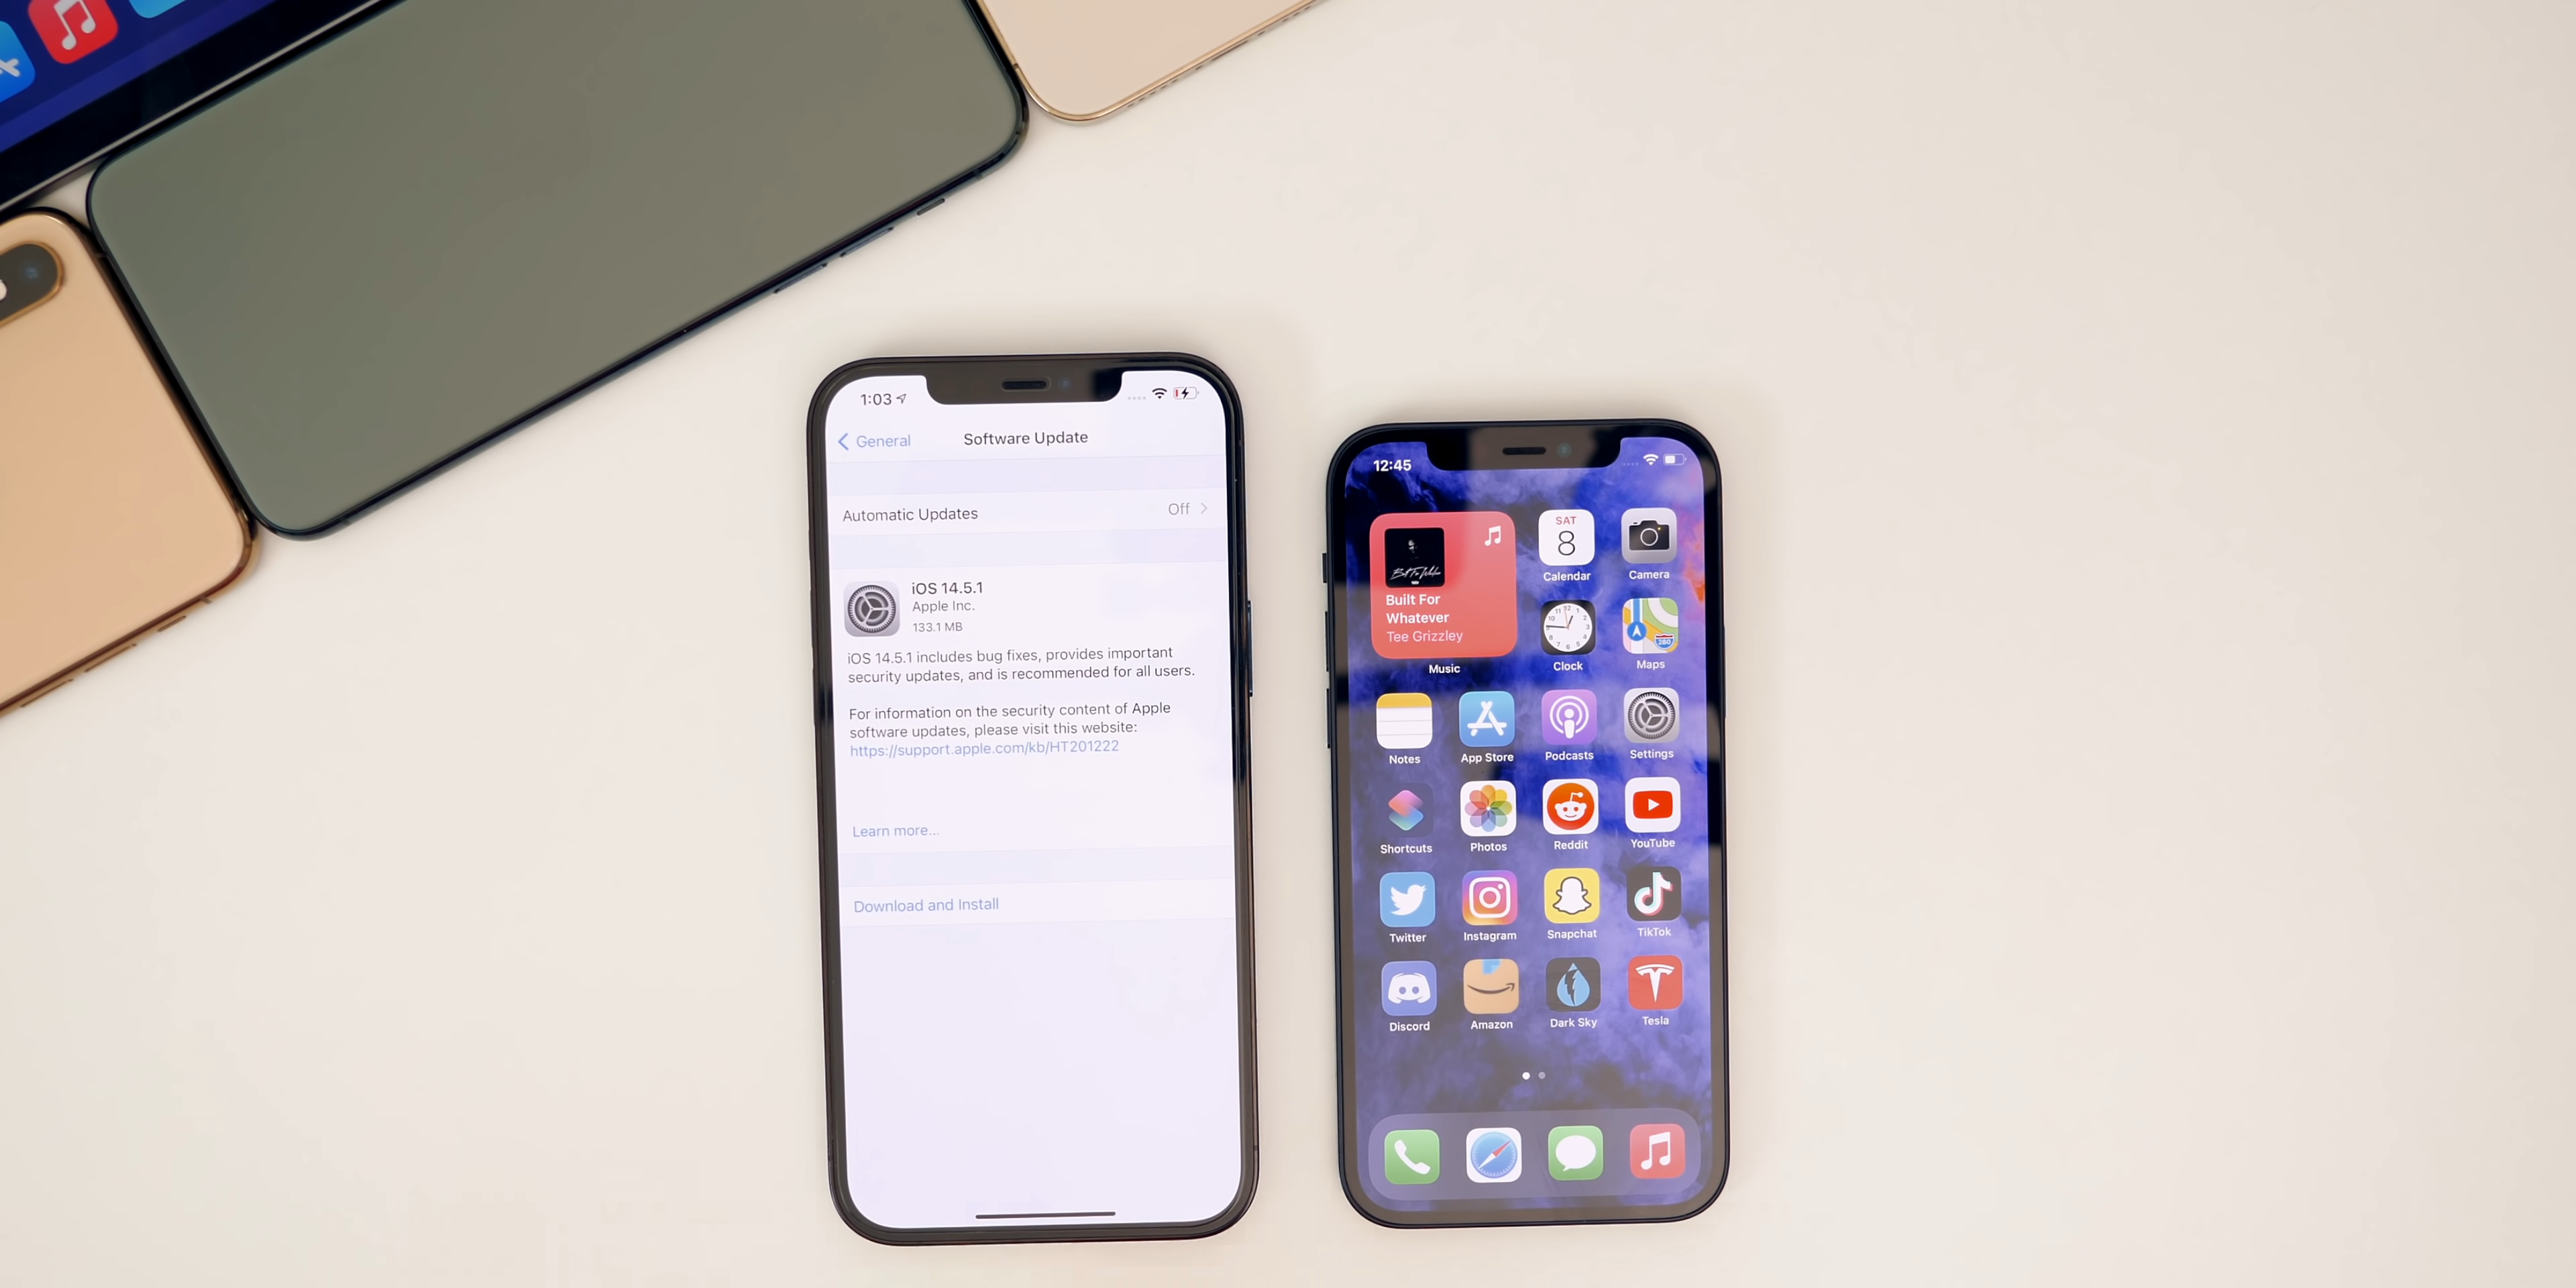 1:03
General
Software Update
Automatic Updates
Off
iOS 14.5.1
Apple Inc.
133.1 MB
iOS 14.5.1 includes bug fixes, provides important
security updates, and is recommended for all users.
For information on the security content of Apple
software updates, please visit this website:
https://support.apple.com/kb/HT201222
Learn more...
Download and Install
12:45
Built For
Whatever
Tee Grizzley
Music
SAT
8
Calendar
Camera
Clock
280
Maps
Notes
App Store
Podcasts
Settings
Shortcuts
Photos
Reddit
YouTube
Twitter
Instagram
Snapchat
TikTok
Discord
Amazon
Dark Sky
Tesla